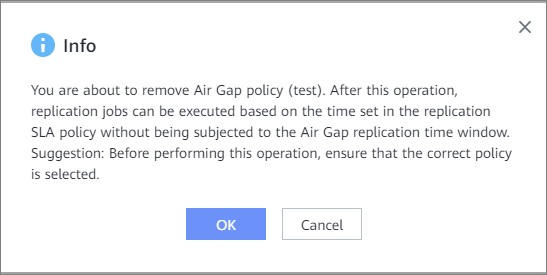 Info
You are about to remove Air Gap policy (test). After this operation,
replication jobs can be executed based on the time set in the replication
SLA policy without being subjected to the Air Gap replication time window.
Suggestion: Before performing this operation, ensure that the correct policy
is selected.
OK
Cancel